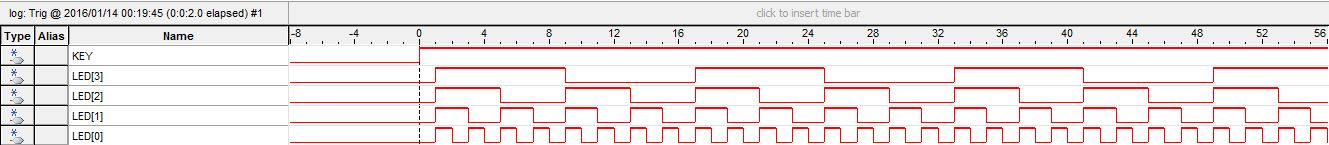 log: Trig @ 2016/01/14 00:19:45 (0:0:2.0 elapsed) #1 click to insert time bar
Type Alias Name -8 -4 0 4 8 12 16 20 24 28 32 36 40 44 48 52 56
KEY
LED[3]
LED[2]
LED[1]
LED[0]